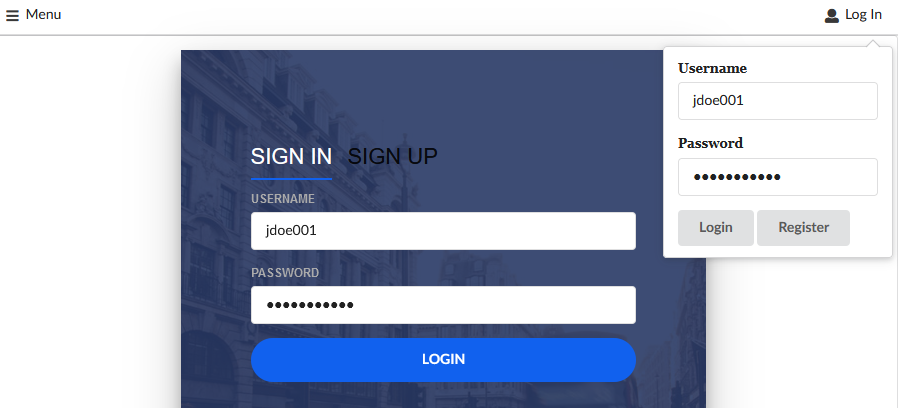 Menu
Log In
Username
jdoe001
Password
•••••••••••
Login Register
SIGN IN SIGN UP
USERNAME
jdoe001
PASSWORD
•••••••••••
LOGIN